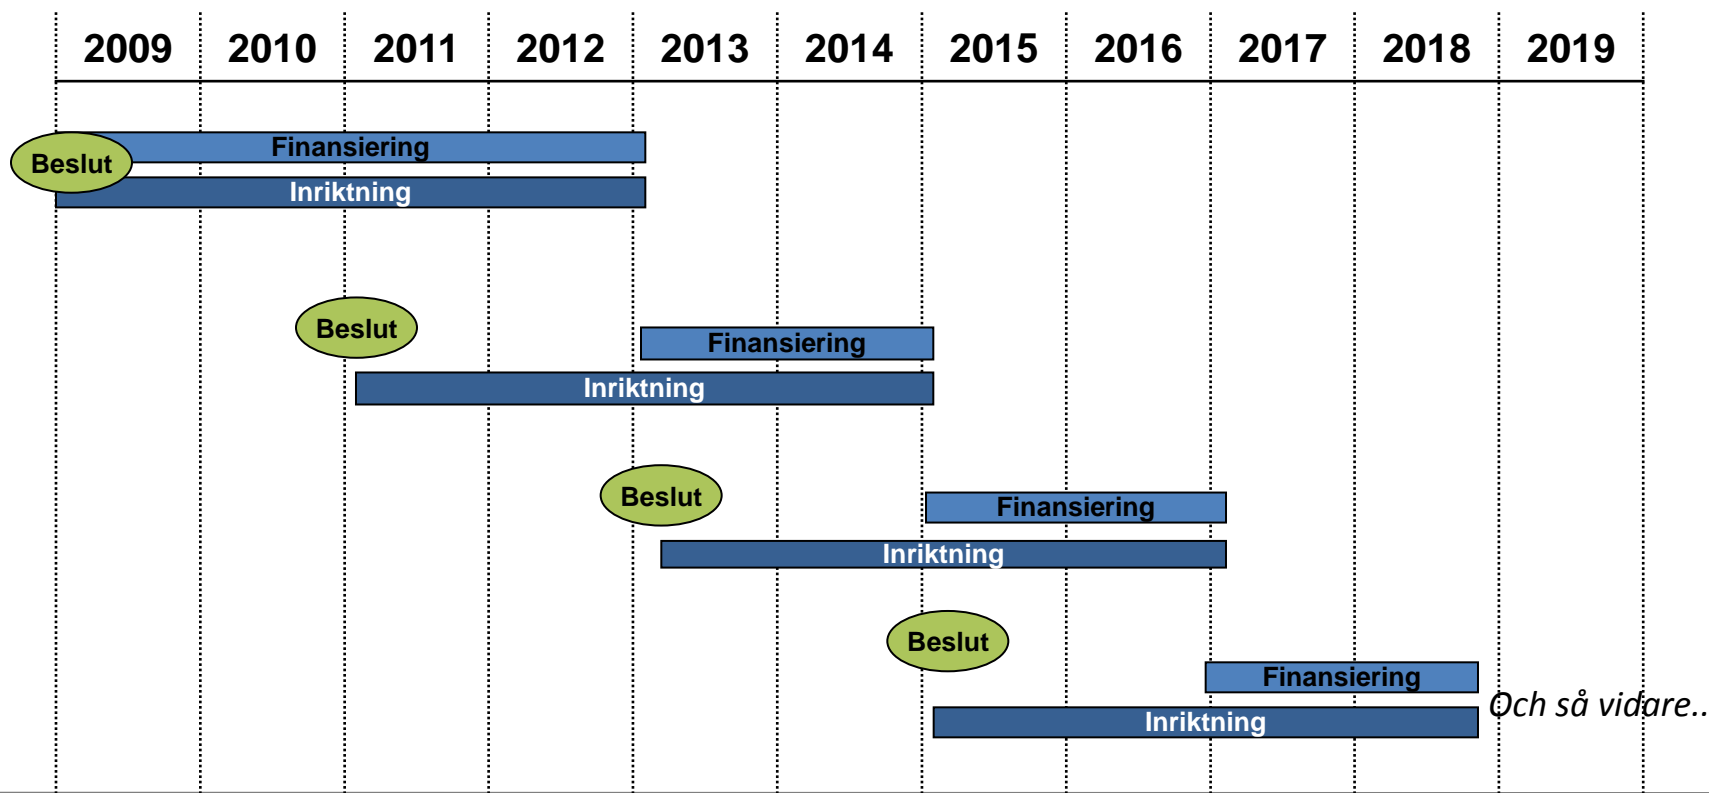 2009 2010 2011 2012 2013 2014 2015 2016 2017 2018 2019
Finansiering
Beslut
Inriktning
Beslut
Finansiering
Inriktning
Beslut
Finansiering
Inriktning
Beslut
Finansiering
Och så vidare..
Inriktning